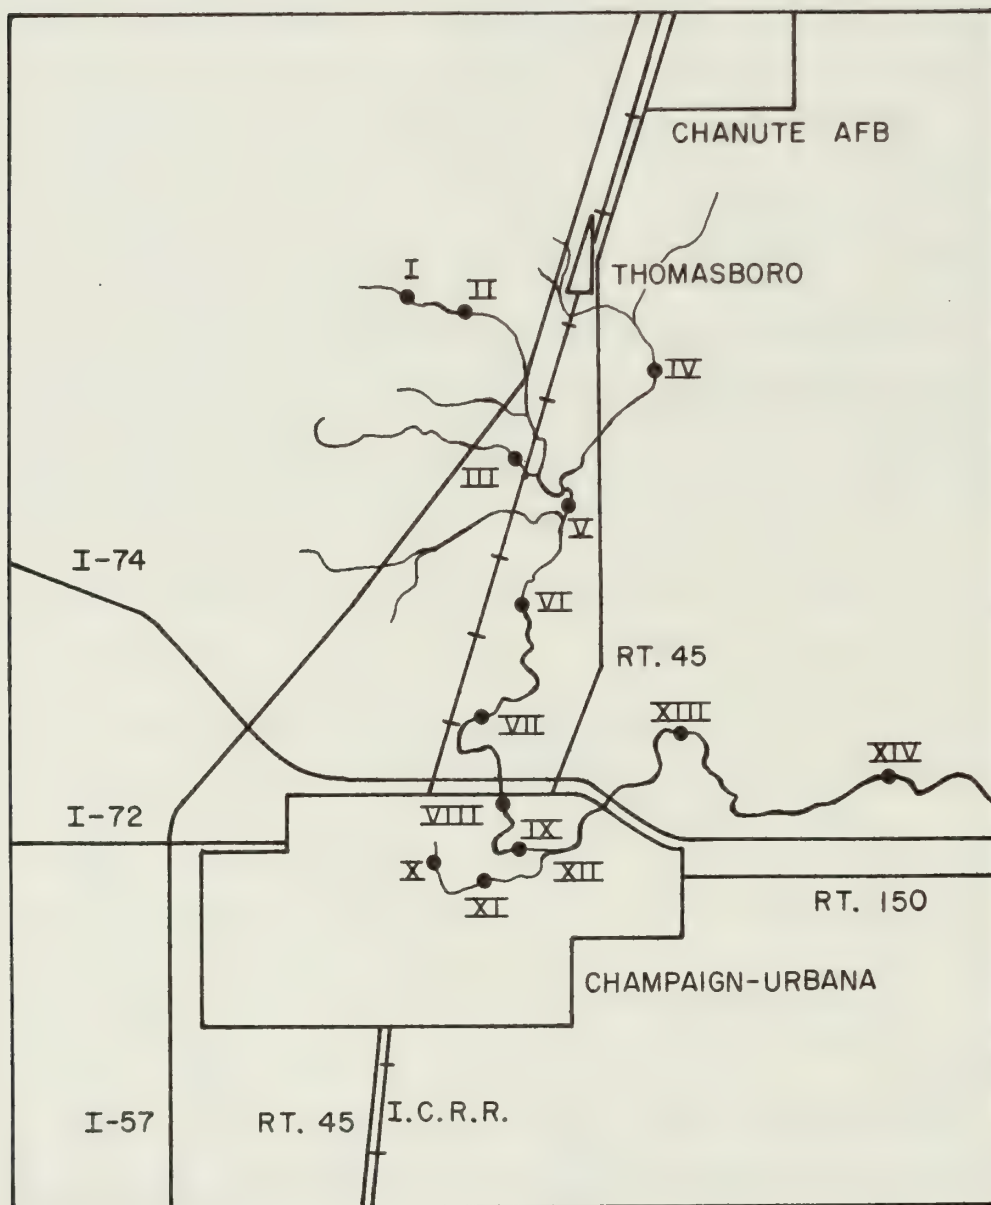 CHANUTE AFB
THOMASBORO
I
II
IV
III
V
I-74
VI
RT. 45
VII
XIII
XIV
VIII
I-72
IX
X
XII
XI
RT. 150
CHAMPAIGN-URBANA
I-57
RT. 45
I.C.R.R.